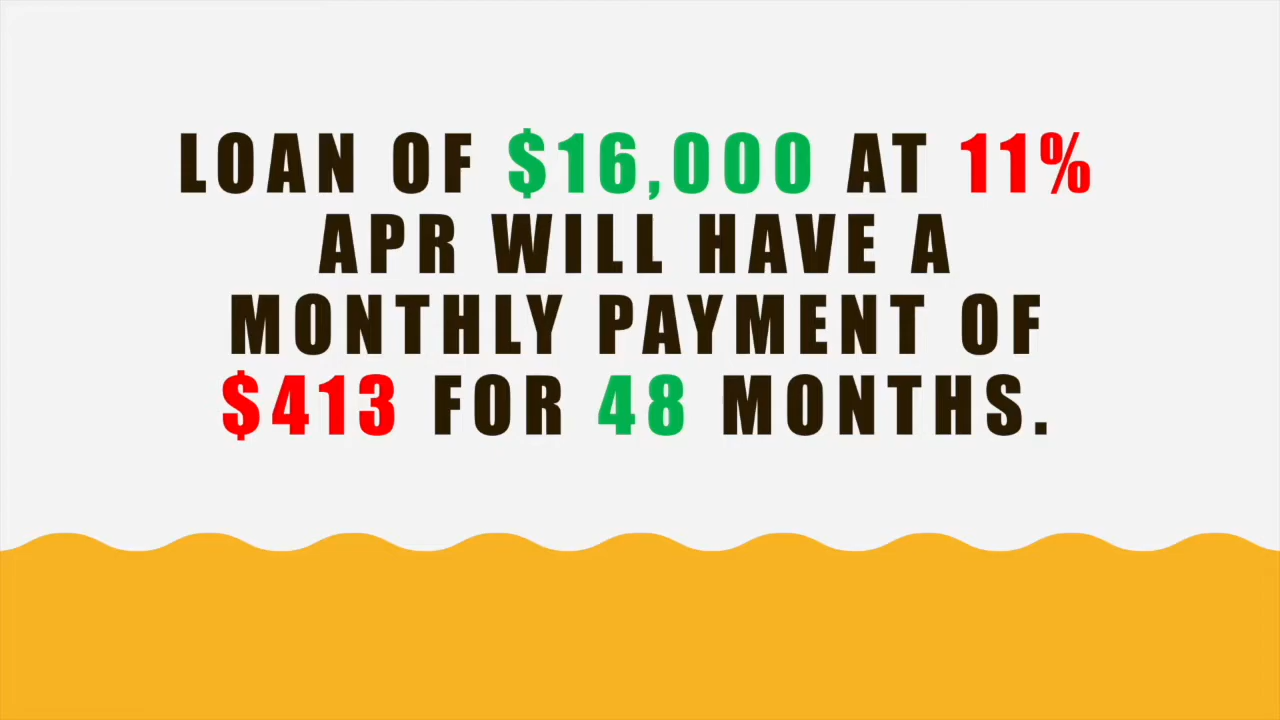 LOAN OF $16,000 AT 11%
APR WILL HAVE A
MONTHLY PAYMENT OF
$413 FOR 48 MONTHS.